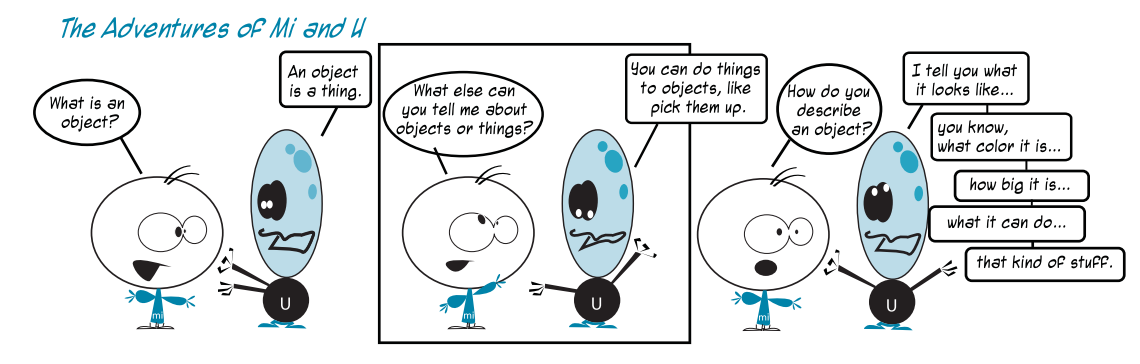 The Adventures of Mi and U
What is an
object?
An object
is a thing.
mi
U
What else can
you tell me about
objects or things?
You can do things
to objects, like
pick them up.
mi
U
How do you
describe
an object?
I tell you what
it looks like...
you know,
what color it is...
how big it is...
what it can do...
that kind of stuff.
mi
U